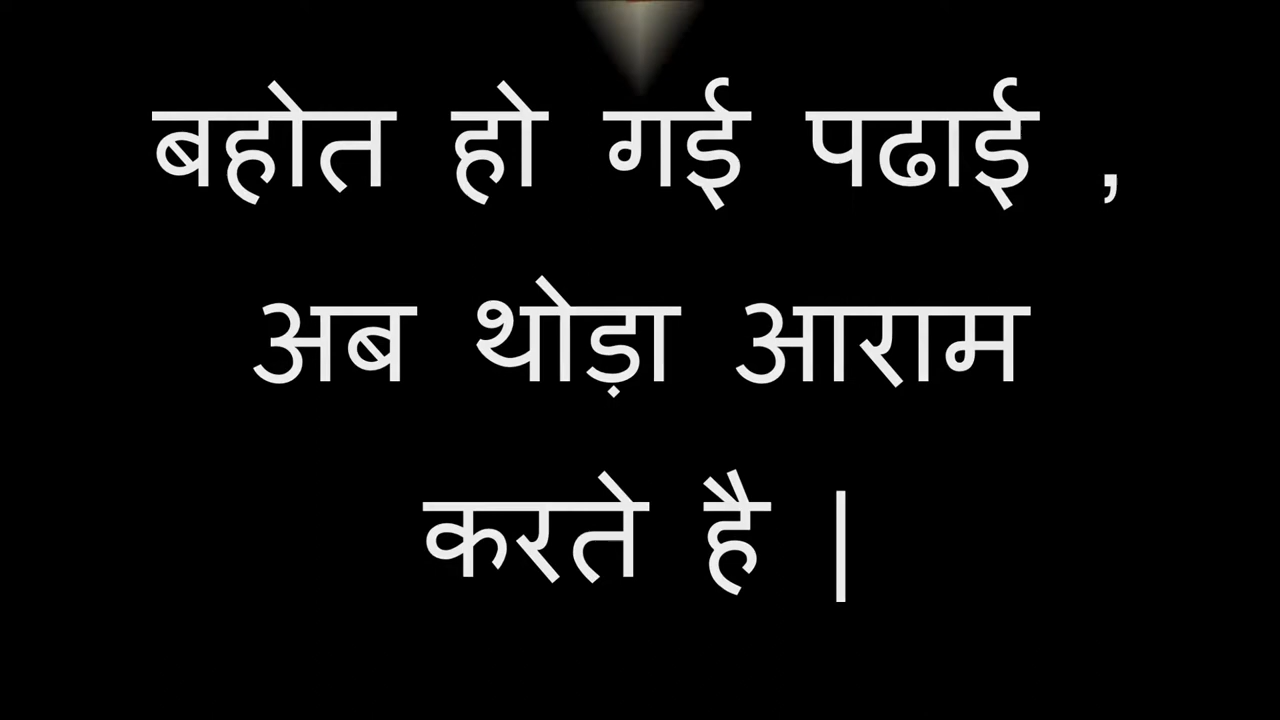 बहोत हो गई पढाई ,
अब थोड़ा आराम
करते है |